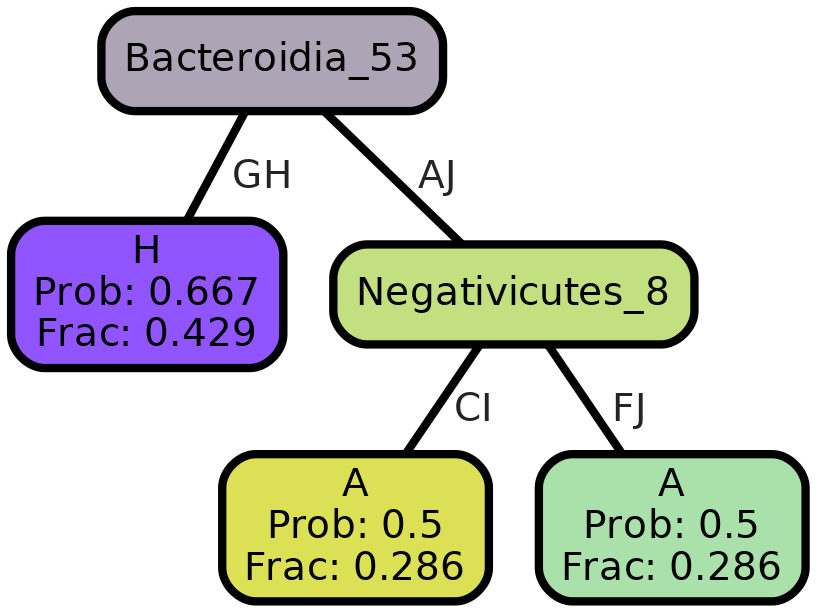 Bacteroidia_53
GH
AJ
H
Prob: 0.667
Frac: 0.429
Negativicutes_8
CI
FJ
A
Prob: 0.5
Frac: 0.286
A
Prob: 0.5
Frac: 0.286